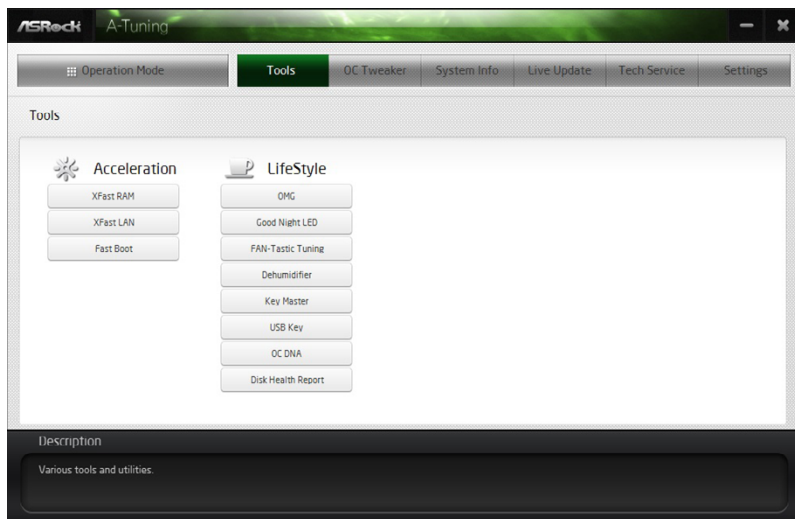 ASRock A-Tuning
Operation Mode Tools OC Tweaker System Info Live Update Tech Service Settings
Tools
Acceleration
XFast RAM
XFast LAN
Fast Boot
LifeStyle
OMG
Good Night LED
FAN-Tastic Tuning
Dehumidifier
Key Master
USB Key
OC DNA
Disk Health Report
Description
Various tools and utilities.